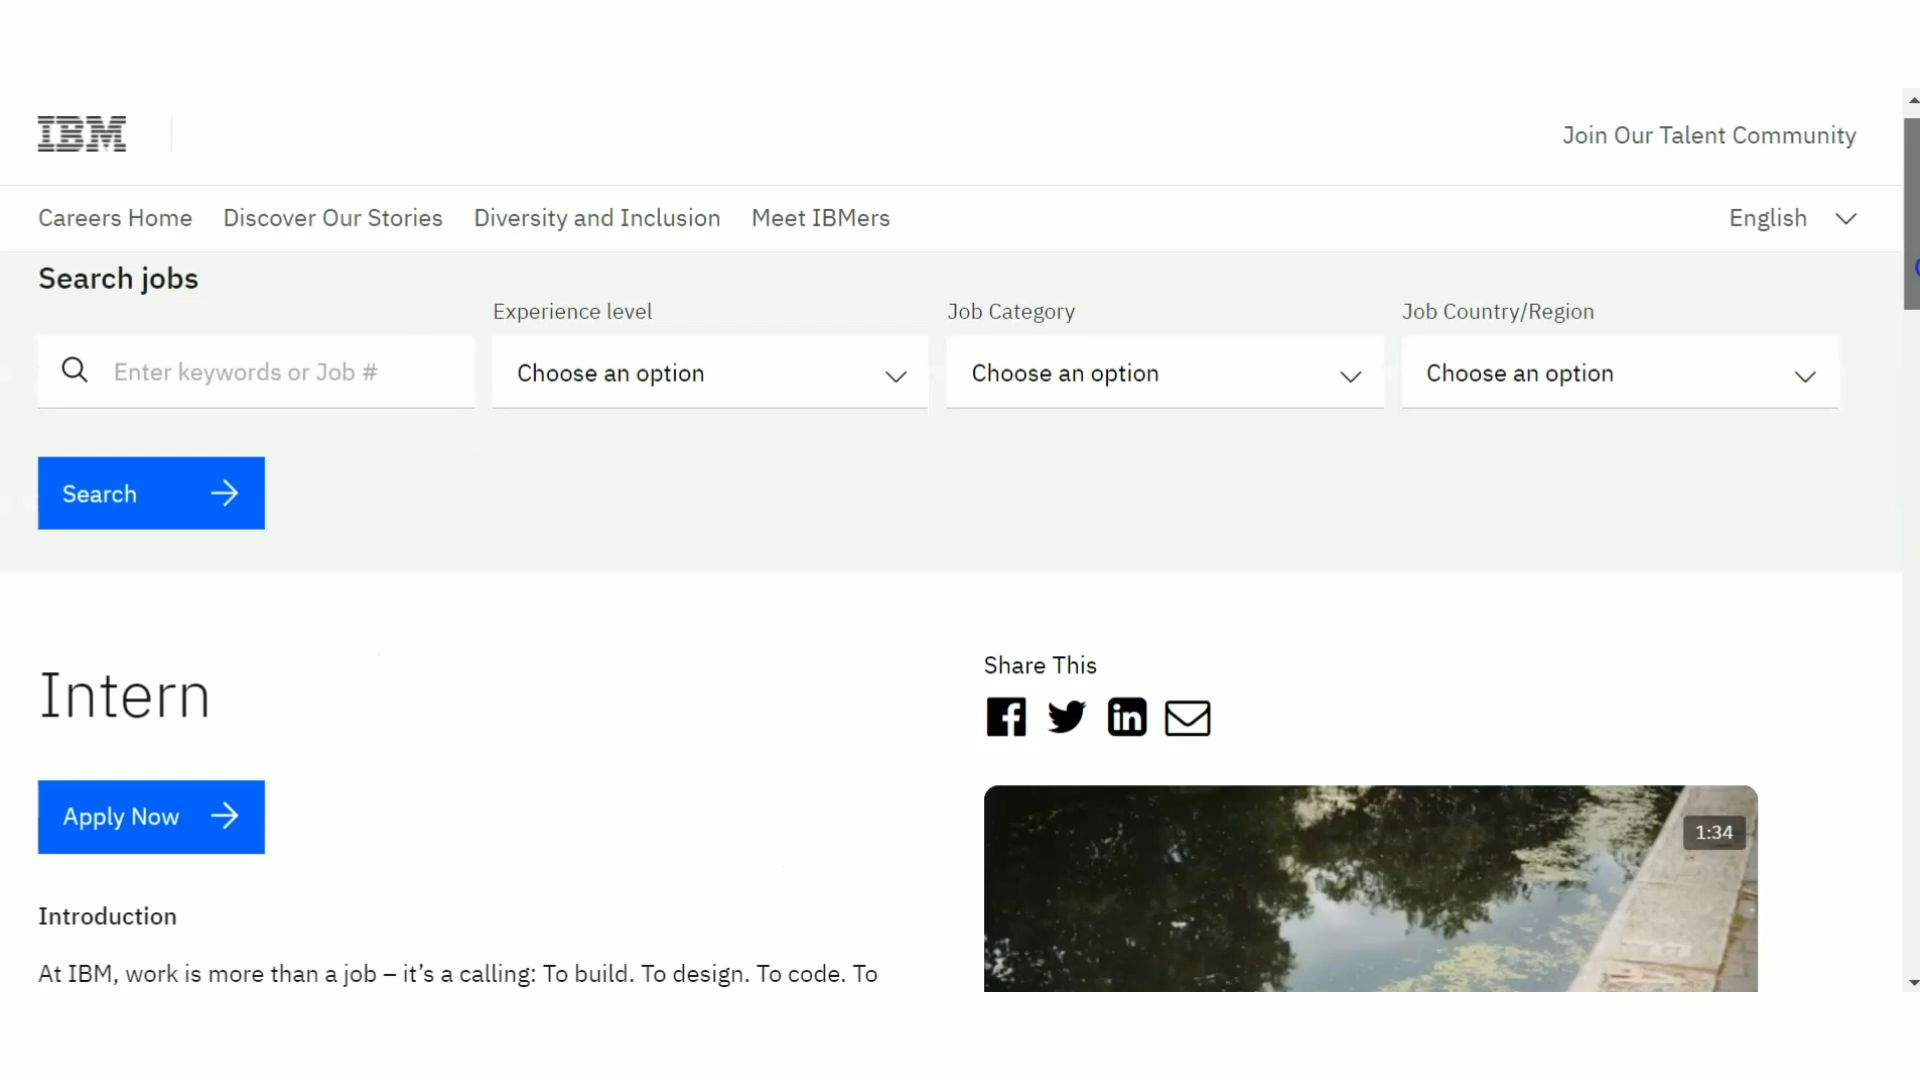 IBM
Join Our Talent Community
Careers Home Discover Our Stories Diversity and Inclusion Meet IBMers English
Search jobs
Experience level Job Category Job Country/Region
Enter keywords or Job # Choose an option Choose an option Choose an option
Search
Intern
Share This
Apply Now
1:34
Introduction
At IBM, work is more than a job – it’s a calling: To build. To design. To code. To